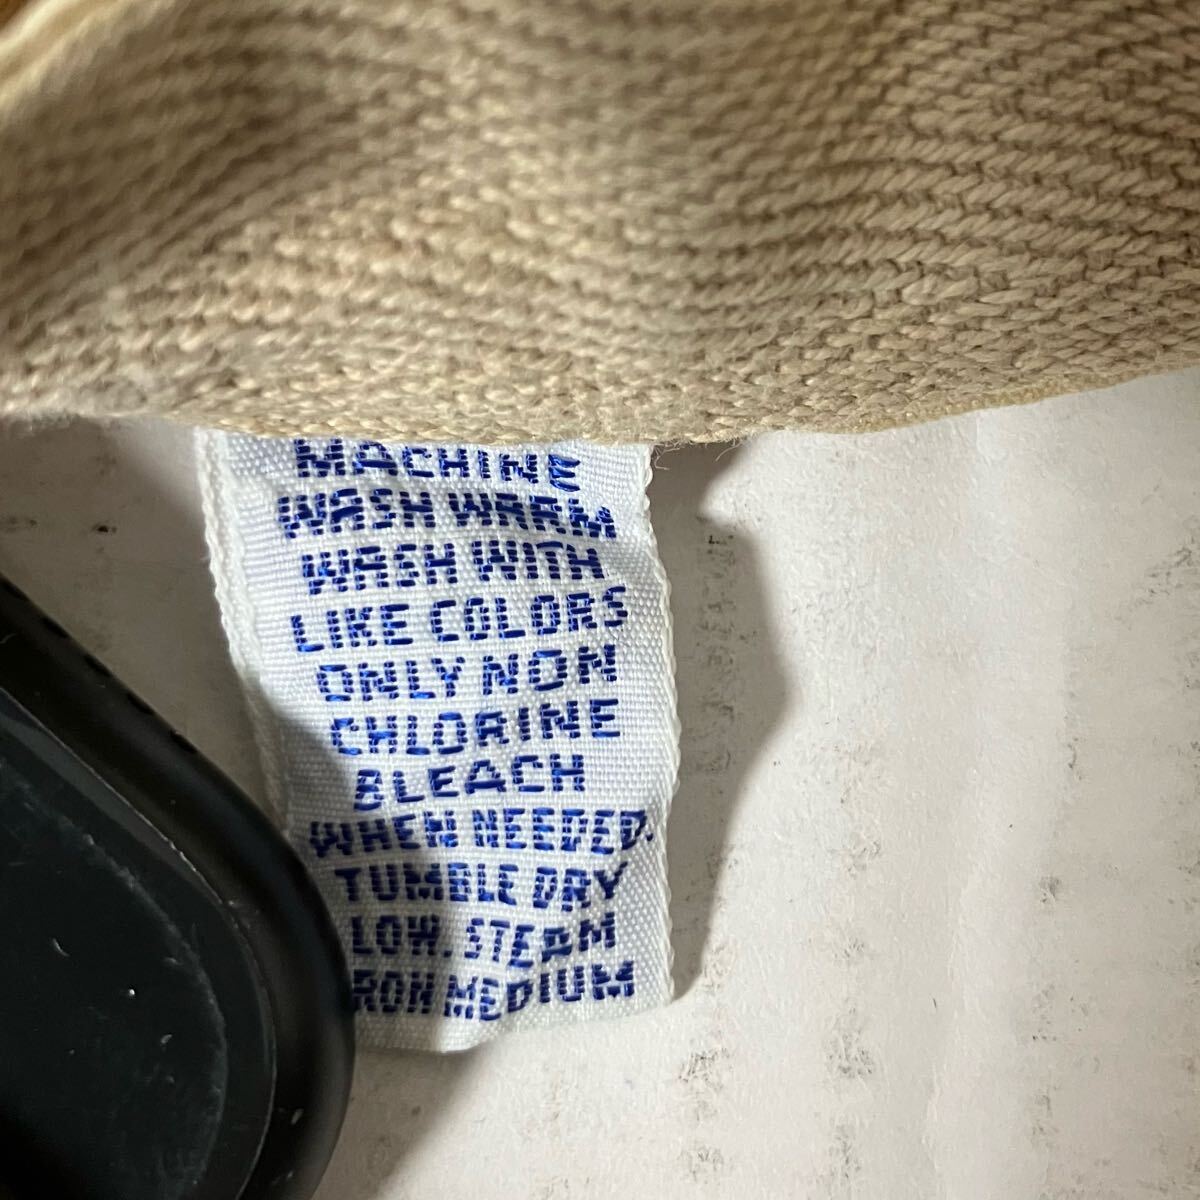 MACHINE
WASH WARM
WASH WITH
LIKE COLORS
ONLY NON
CHLORINE
BLEACH
WHEN NEEDED.
TUMBLE DRY
LOW. STEAM
IRON MEDIUM